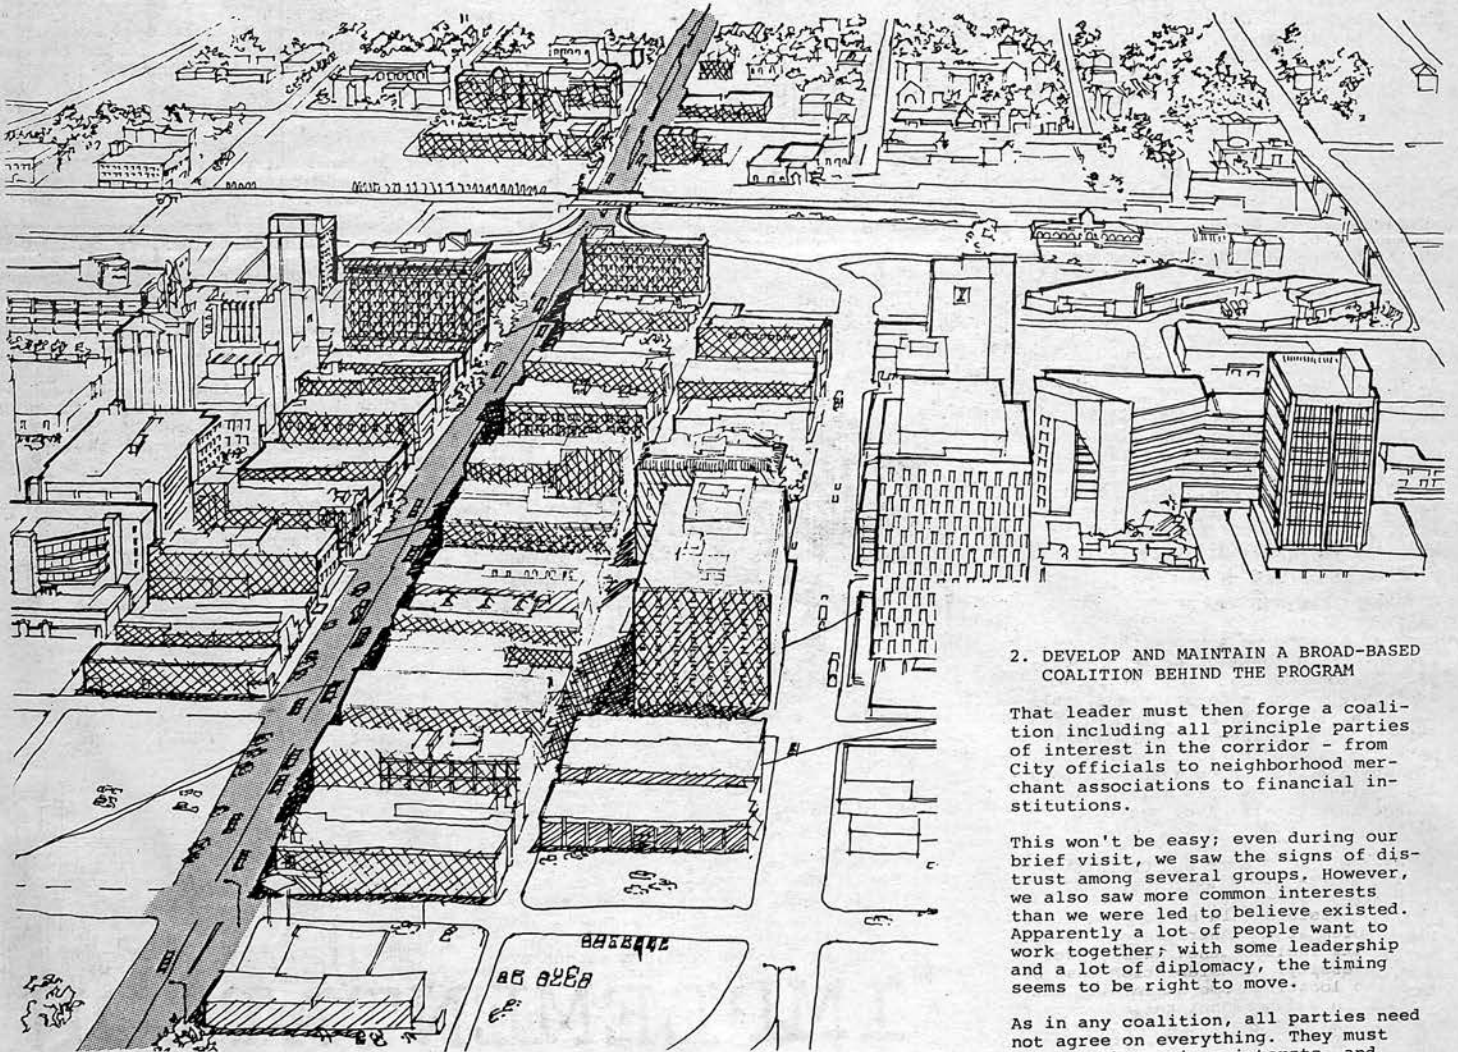 2. DEVELOP AND MAINTAIN A BROAD-BASED
COALITION BEHIND THE PROGRAM
That leader must then forge a coali-
tion including all principle parties
of interest in the corridor - from
City officials to neighborhood mer-
chant associations to financial in-
stitutions.
This won't be easy; even during our
brief visit, we saw the signs of dis-
trust among several groups. However,
we also saw more common interests
than we were led to believe existed.
Apparently a lot of people want to
work together; with some leadership
and a lot of diplomacy, the timing
seems to be right to move.
As in any coalition, all parties need
not agree on everything. They must